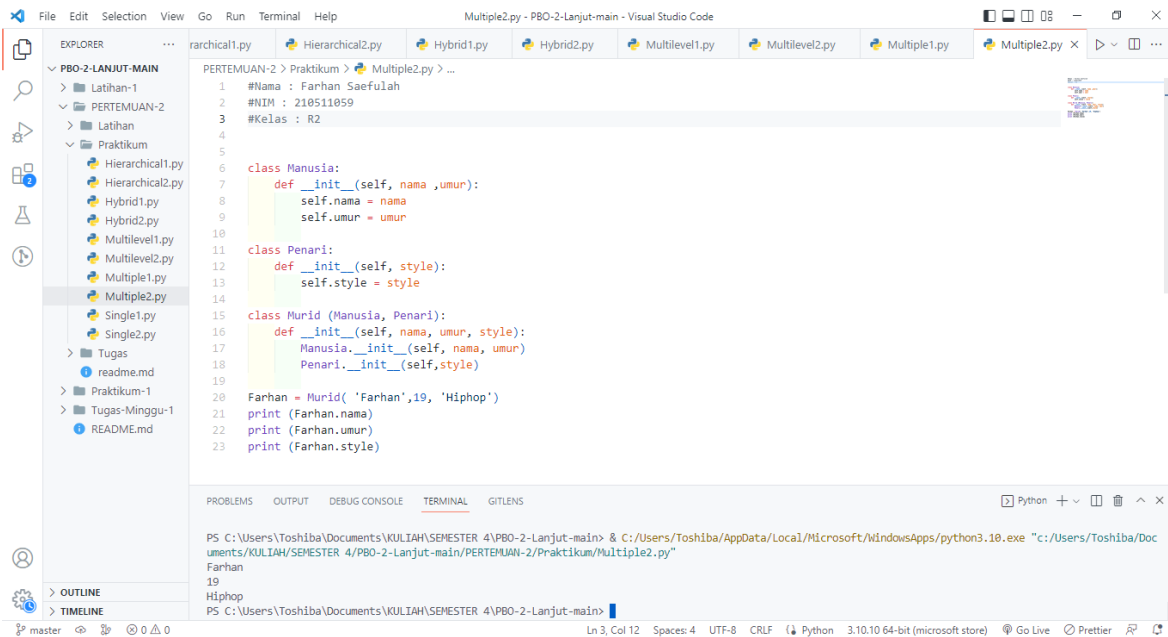 File Edit Selection View Go Run Terminal Help Multiple2.py - PBO-2-Lanjut-main - Visual Studio Code
EXPLORER
rarchical1.py Hierarchical2.py Hybrid1.py Hybrid2.py Multilevel1.py Multilevel2.py Multiple1.py Multiple2.py
PBO-2-LANJUT-MAIN
Latihan-1
PERTEMUAN-2
Latihan
Praktikum
Hierarchical1.py
Hierarchical2.py
Hybrid1.py
Hybrid2.py
Multilevel1.py
Multilevel2.py
Multiple1.py
Multiple2.py
Single1.py
Single2.py
Tugas
readme.md
Praktikum-1
Tugas-Minggu-1
README.md
OUTLINE
TIMELINE
2
PERTEMUAN-2 > Praktikum > Multiple2.py > ...
1 #Nama : Farhan Saefulah
2 #NIM : 210511059
3 #Kelas : R2
4
5
6 class Manusia:
7 def __init__(self, nama ,umur):
8 self.nama = nama
9 self.umur = umur
10
11 class Penari:
12 def __init__(self, style):
13 self.style = style
14
15 class Murid (Manusia, Penari):
16 def __init__(self, nama, umur, style):
17 Manusia.__init__(self, nama, umur)
18 Penari.__init__(self,style)
19
20 Farhan = Murid( 'Farhan',19, 'Hiphop')
21 print (Farhan.nama)
22 print (Farhan.umur)
23 print (Farhan.style)
PROBLEMS OUTPUT DEBUG CONSOLE TERMINAL GITLENS Python
PS C:\Users\Toshiba\Documents\KULIAH\SEMESTER 4\PBO-2-Lanjut-main> & C:/Users/Toshiba/AppData/Local/Microsoft/WindowsApps/python3.10.exe "c:/Users/Toshiba/Doc
uments/KULIAH/SEMESTER 4/PBO-2-Lanjut-main/PERTEMUAN-2/Praktikum/Multiple2.py"
Farhan
19
Hiphop
PS C:\Users\Toshiba\Documents\KULIAH\SEMESTER 4\PBO-2-Lanjut-main>
master 0 0 Ln 3, Col 12 Spaces: 4 UTF-8 CRLF Python 3.10.10 64-bit (microsoft store) Go Live Prettier